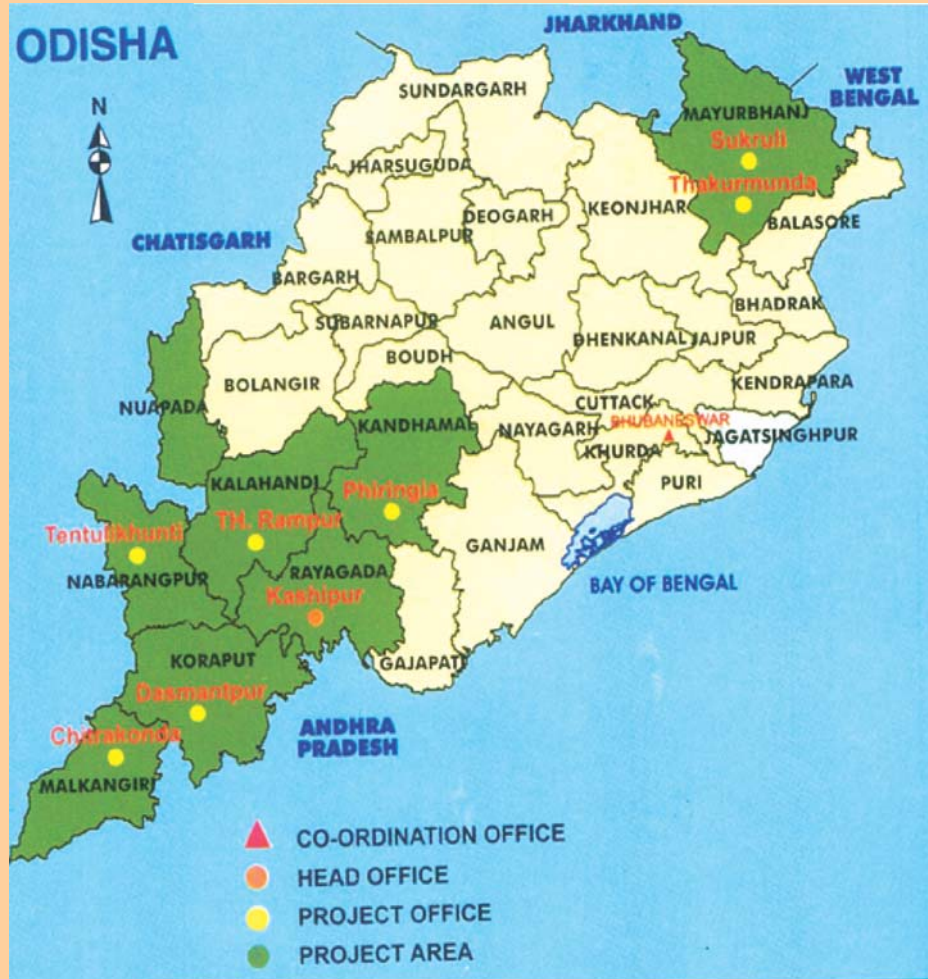 ODISHA
JHARKHAND
WEST
BENGAL
N
SUNDARGARH
MAYURBHANJ
Sukruli
JHARSUGUDA
Thakurmunda
DEOGARH
KEONJHAR
BALASORE
SAMBALPUR
CHATISGARH
BARGARH
BHADRAK
SUBARNAPUR
ANGUL
DHENKANAL
JAJPUR
BOUDH
BOLANGIR
KENDRAPARA
NUAPADA
CUTTACK
KANDHAMAL
BHUBANESWAR
NAYAGARH
JAGATSINGHPUR
KHURDA
KALAHANDI
PURI
Phiringia
TH. Rampur
Tentulikhunti
GANJAM
RAYAGADA
NABARANGPUR
BAY OF BENGAL
Kashipur
KORAPUT
GAJAPATI
Dasmantpur
ANDHRA
PRADESH
Chitrakonda
MALKANGIRI
CO-ORDINATION OFFICE
HEAD OFFICE
PROJECT OFFICE
PROJECT AREA